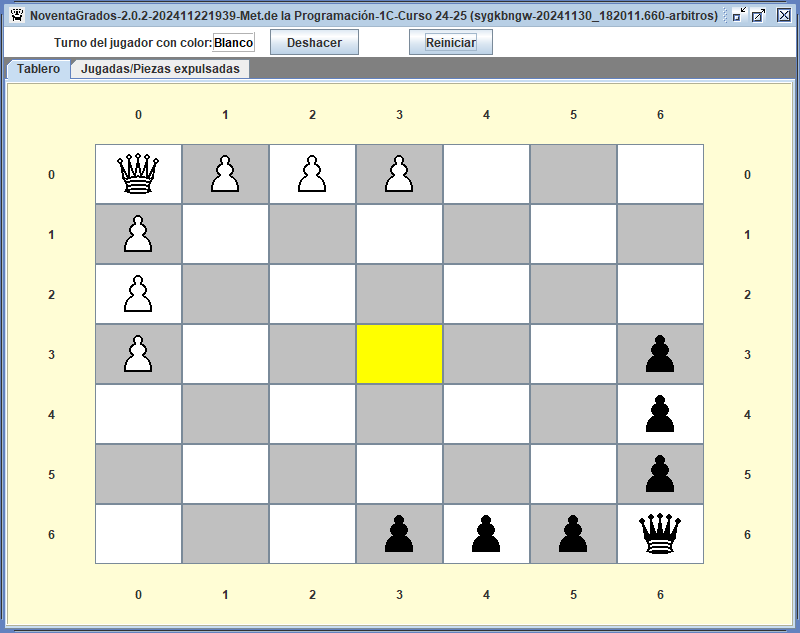 NoventaGrados-2.0.2-202411221939-Met.de la Programación-1C-Curso 24-25 (sygkbngw-20241130_182011.660-arbitros)
Turno del jugador con color: Blanco Deshacer Reiniciar
Tablero Jugadas/Piezas expulsadas
0 1 2 3 4 5 6
0 0
1 1
2 2
3 3
4 4
5 5
6 6
0 1 2 3 4 5 6